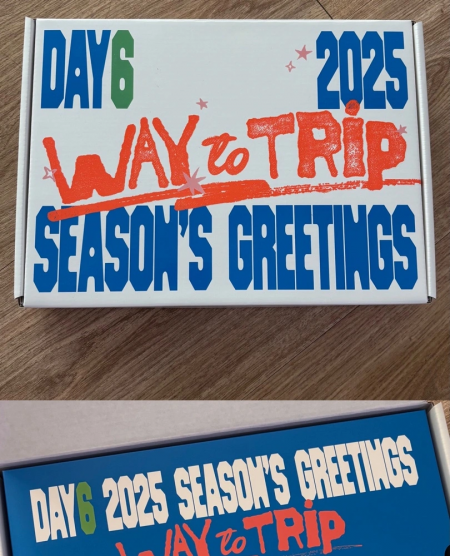 DAY6 2025
WAY to TRip
SEASON'S GREETINGS
DAY6 2025 SEASON'S GREETINGS
WAY to TRip